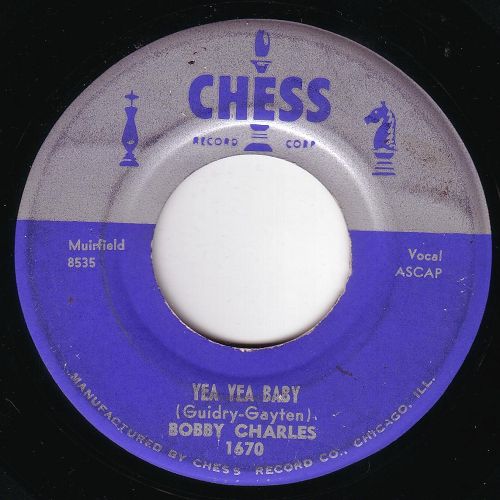 CHESS
RECORD CORP
Muirfield
8535
Vocal
ASCAP
YEA YEA BABY
(Guidry-Gayten)
BOBBY CHARLES
1670
MANUFACTURED BY CHESS RECORD CO., CHICAGO, ILL.